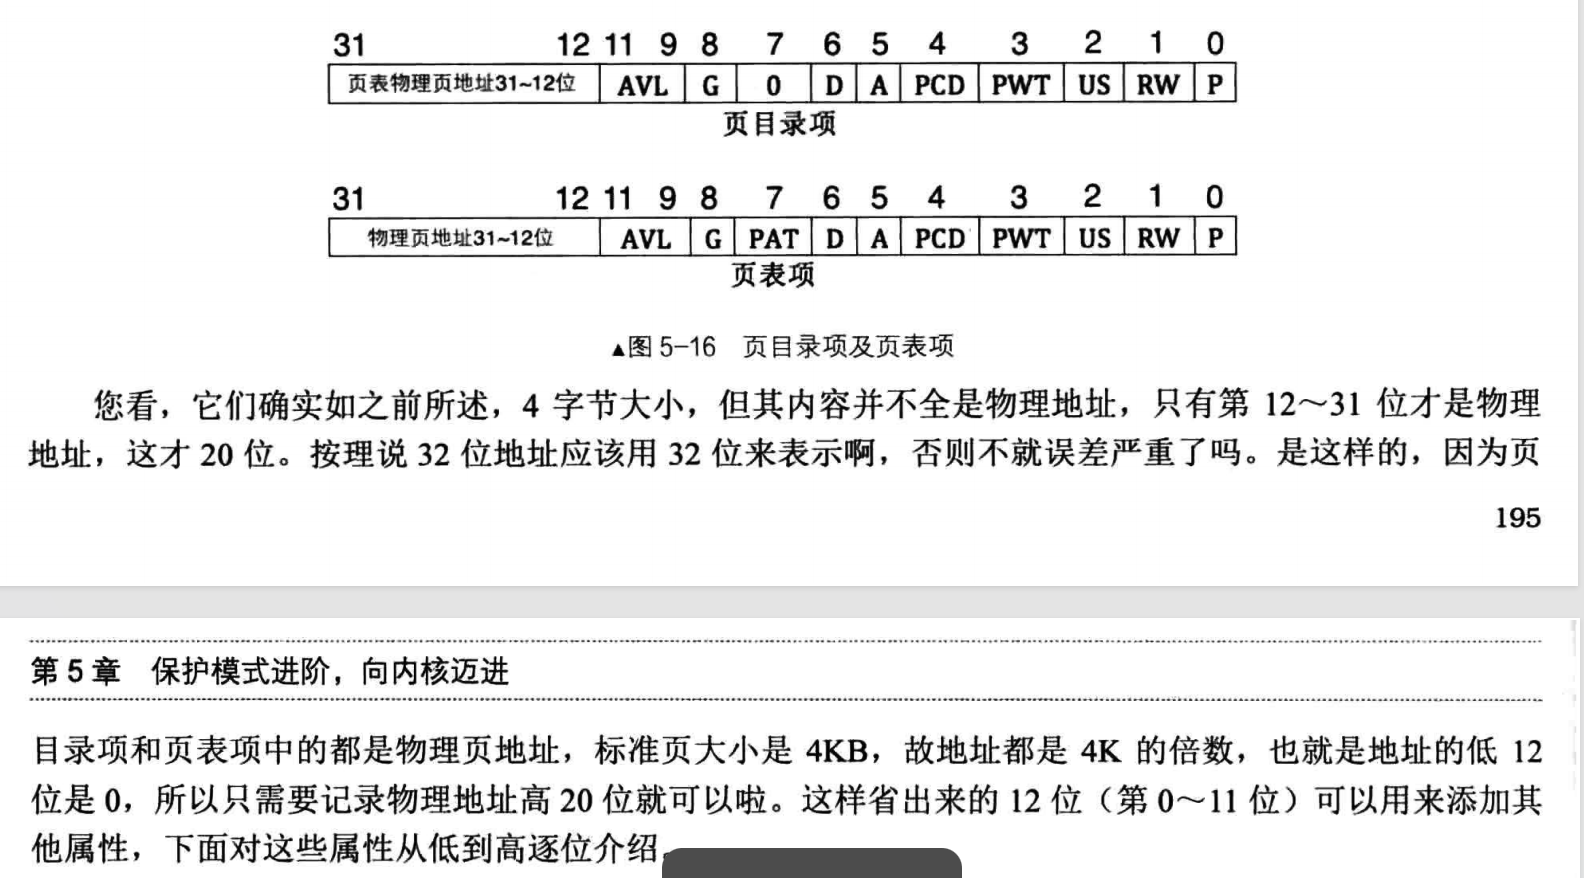 31 12 11 9 8 7 6 5 4 3 2 1 0
页表物理页地址31~12位 AVL G 0 D A PCD PWT US RW P
页目录项
31 12 11 9 8 7 6 5 4 3 2 1 0
物理页地址31~12位 AVL G PAT D A PCD PWT US RW P
页表项
▲图 5-16 页目录项及页表项
您看，它们确实如之前所述，4 字节大小，但其内容并不全是物理地址，只有第 12～31 位才是物理
地址，这才 20 位。按理说 32 位地址应该用 32 位来表示啊，否则不就误差严重了吗。是这样的，因为页
195
第 5 章 保护模式进阶，向内核迈进
目录项和页表项中的都是物理页地址，标准页大小是 4KB，故地址都是 4K 的倍数，也就是地址的低 12
位是 0，所以只需要记录物理地址高 20 位就可以啦。这样省出来的 12 位（第 0～11 位）可以用来添加其
他属性，下面对这些属性从低到高逐位介绍。